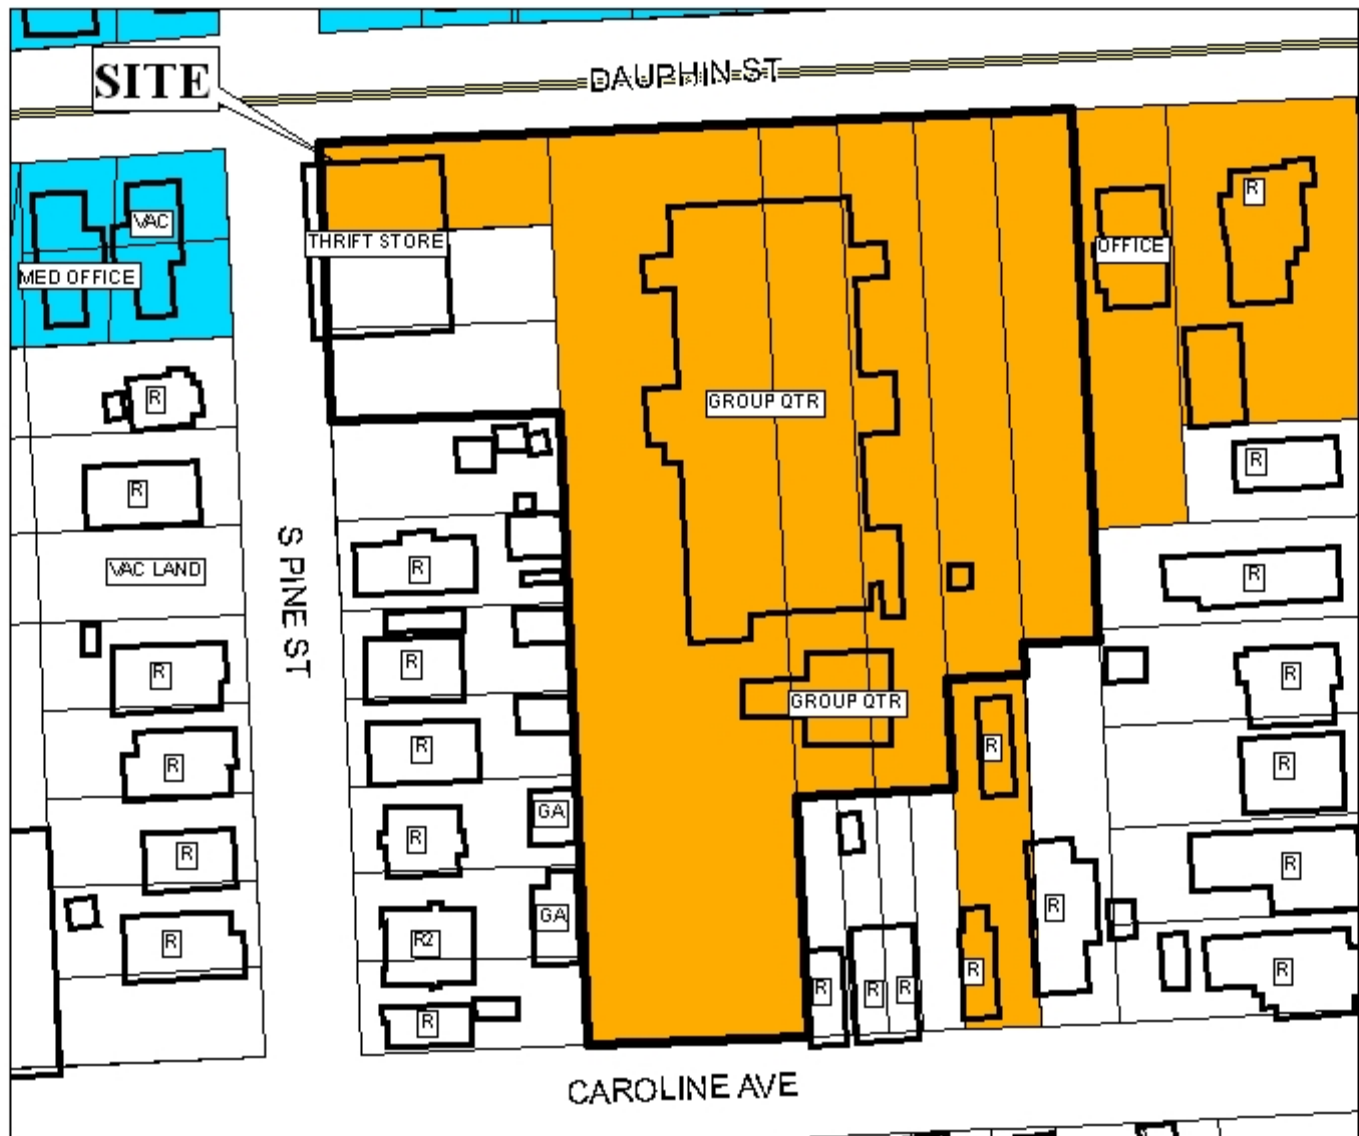 DAUPHIN ST
SITE
R
VAC
THRIFT STORE
OFFICE
MED OFFICE
R
GROUP QTR
R
R
S PINE ST
VAC LAND
R
R
R
R
R
GROUP QTR
R
R
R
R
GA
R
R
R
R
GA
R2
R
R
R
R
R
R
R
CAROLINE AVE